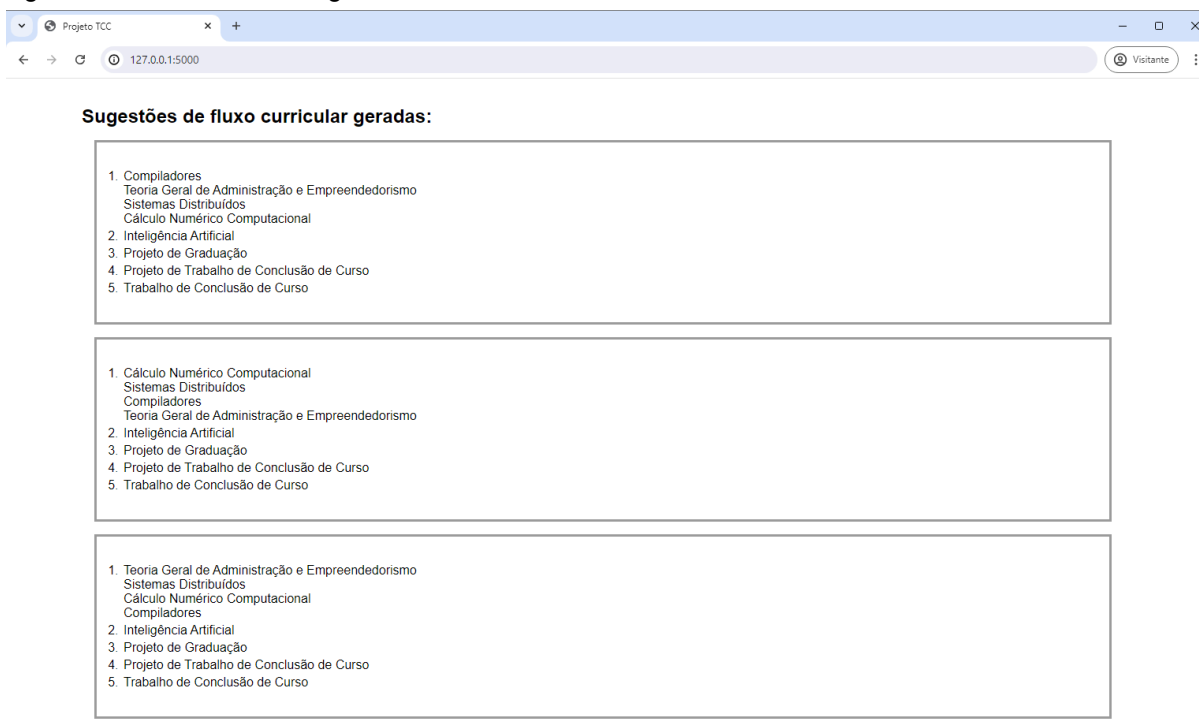 Projeto TCC
127.0.0.1:5000
Visitante
Sugestões de fluxo curricular geradas:
1. Compiladores
Teoria Geral de Administração e Empreendedorismo
Sistemas Distribuídos
Cálculo Numérico Computacional
2. Inteligência Artificial
3. Projeto de Graduação
4. Projeto de Trabalho de Conclusão de Curso
5. Trabalho de Conclusão de Curso
1. Cálculo Numérico Computacional
Sistemas Distribuídos
Compiladores
Teoria Geral de Administração e Empreendedorismo
2. Inteligência Artificial
3. Projeto de Graduação
4. Projeto de Trabalho de Conclusão de Curso
5. Trabalho de Conclusão de Curso
1. Teoria Geral de Administração e Empreendedorismo
Sistemas Distribuídos
Cálculo Numérico Computacional
Compiladores
2. Inteligência Artificial
3. Projeto de Graduação
4. Projeto de Trabalho de Conclusão de Curso
5. Trabalho de Conclusão de Curso